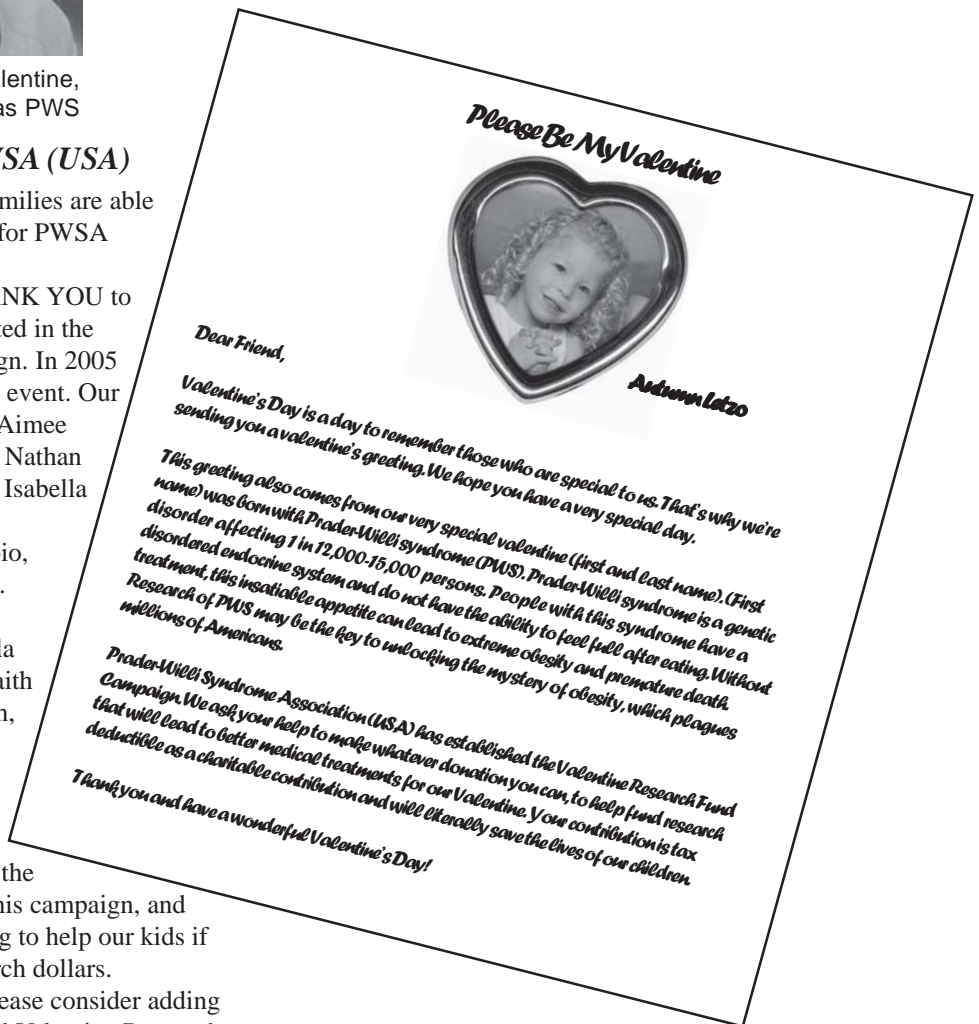 lentine,
as PWS
WSA (USA)
milies are able
for PWSA
ANK YOU to
ted in the
gn. In 2005
event. Our
Aimee
Nathan
Isabella
bio,
la
aith
n,
the
his campaign, and
g to help our kids if
rch dollars.
ease consider adding
Please Be My Valentine
Autumn Letzo
Dear Friend,
Valentine's Day is a day to remember those who are special to us. That's why we're
sending you a valentine's greeting. We hope you have a very special day.
This greeting also comes from our very special valentine (first and last name). (First
name) was born with Prader-Willi syndrome (PWS). Prader-Willi syndrome is a genetic
disorder affecting 1 in 12,000-15,000 persons. People with this syndrome have a
disordered endocrine system and do not have the ability to feel full after eating. Without
treatment, this insatiable appetite can lead to extreme obesity and premature death.
Research of PWS may be the key to unlocking the mystery of obesity, which plagues
millions of Americans.
Prader-Willi Syndrome Association (USA) has established the Valentine Research Fund
Campaign. We ask your help to make whatever donation you can, to help fund research
that will lead to better medical treatments for our Valentine. Your contribution is tax
deductible as a charitable contribution and will literally save the lives of our children.
Thank you and have a wonderful Valentine's Day!